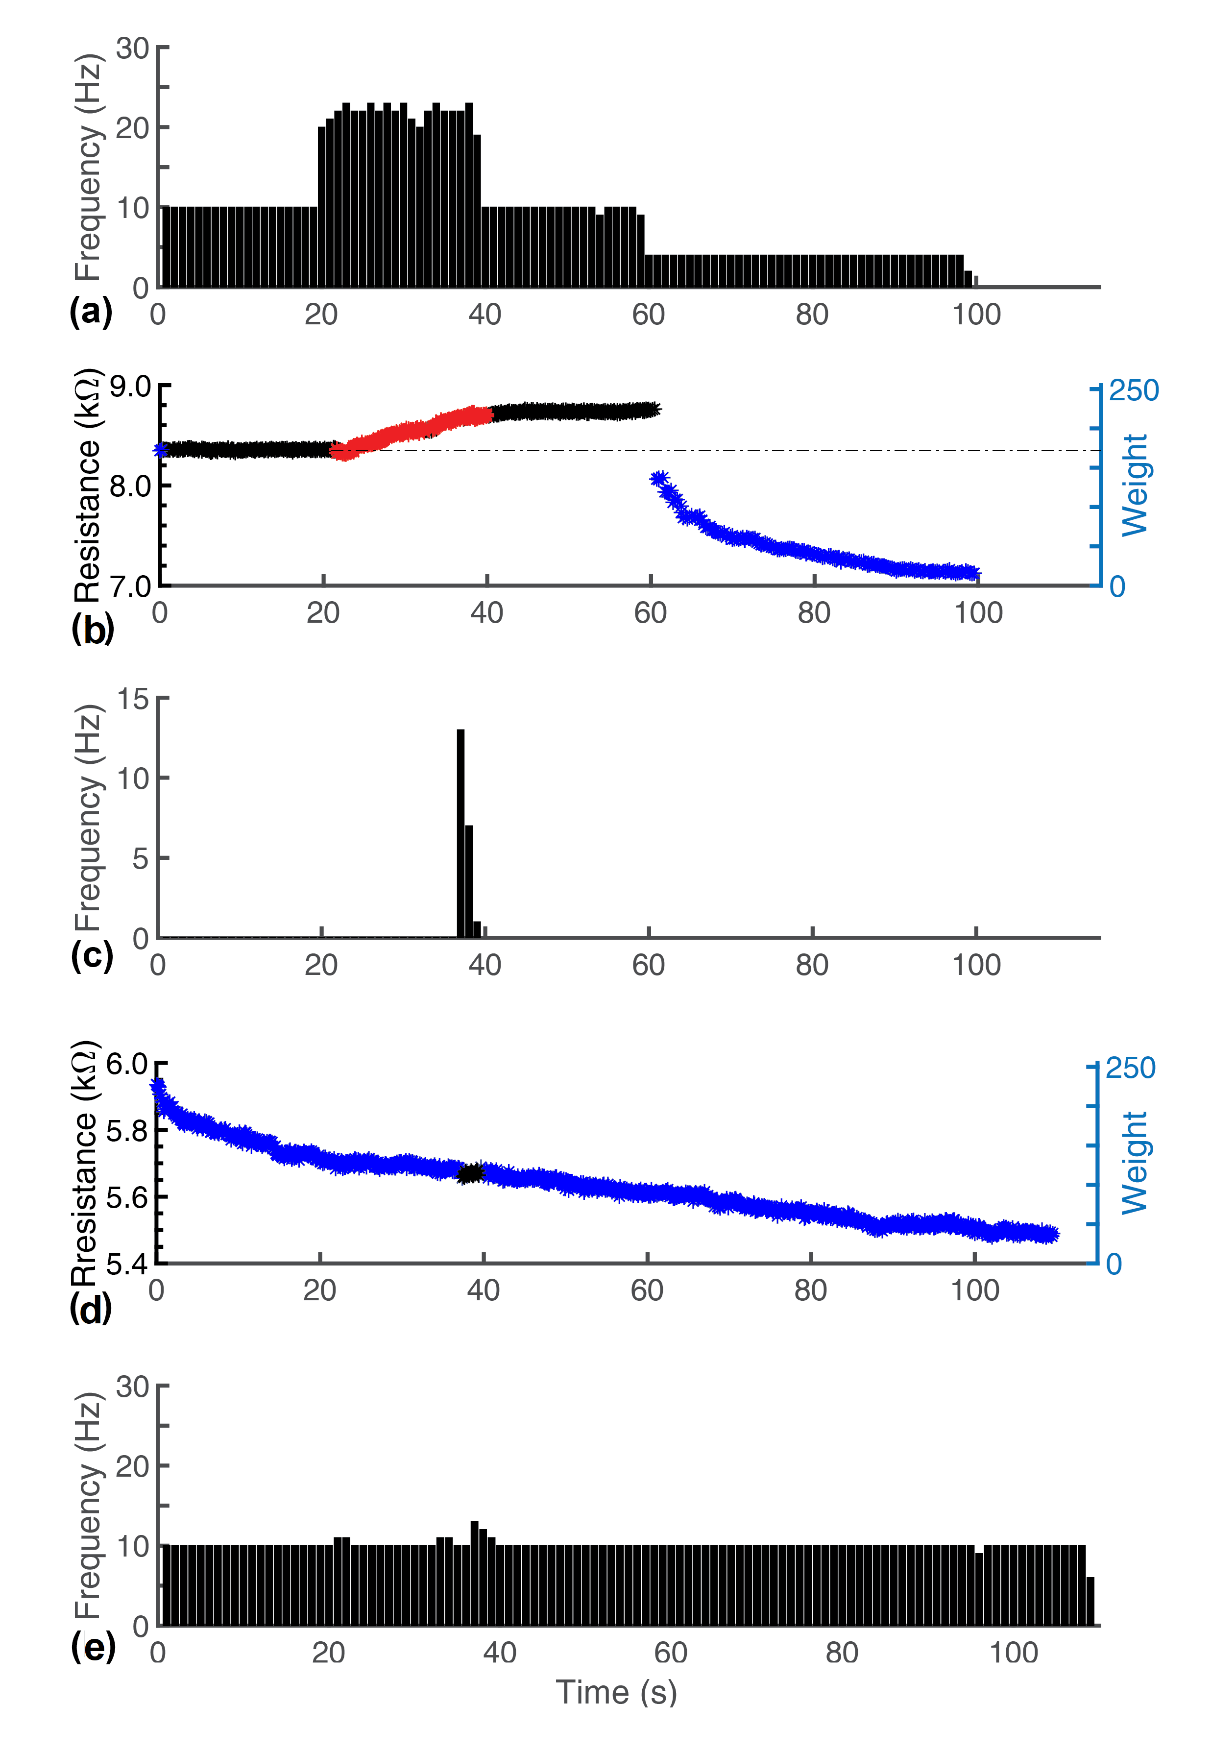 Frequency (Hz)
30
20
10
0
0 20 40 60 80 100
(a)
Resistance (kΩ)
9.0
8.0
7.0
250
0
Weight
0 20 40 60 80 100
(b)
Frequency (Hz)
15
10
5
0
0 20 40 60 80 100
(c)
Rresistance (kΩ)
6.0
5.8
5.6
5.4
250
0
Weight
0 20 40 60 80 100
(d)
Frequency (Hz)
30
20
10
0
0 20 40 60 80 100
(e)
Time (s)